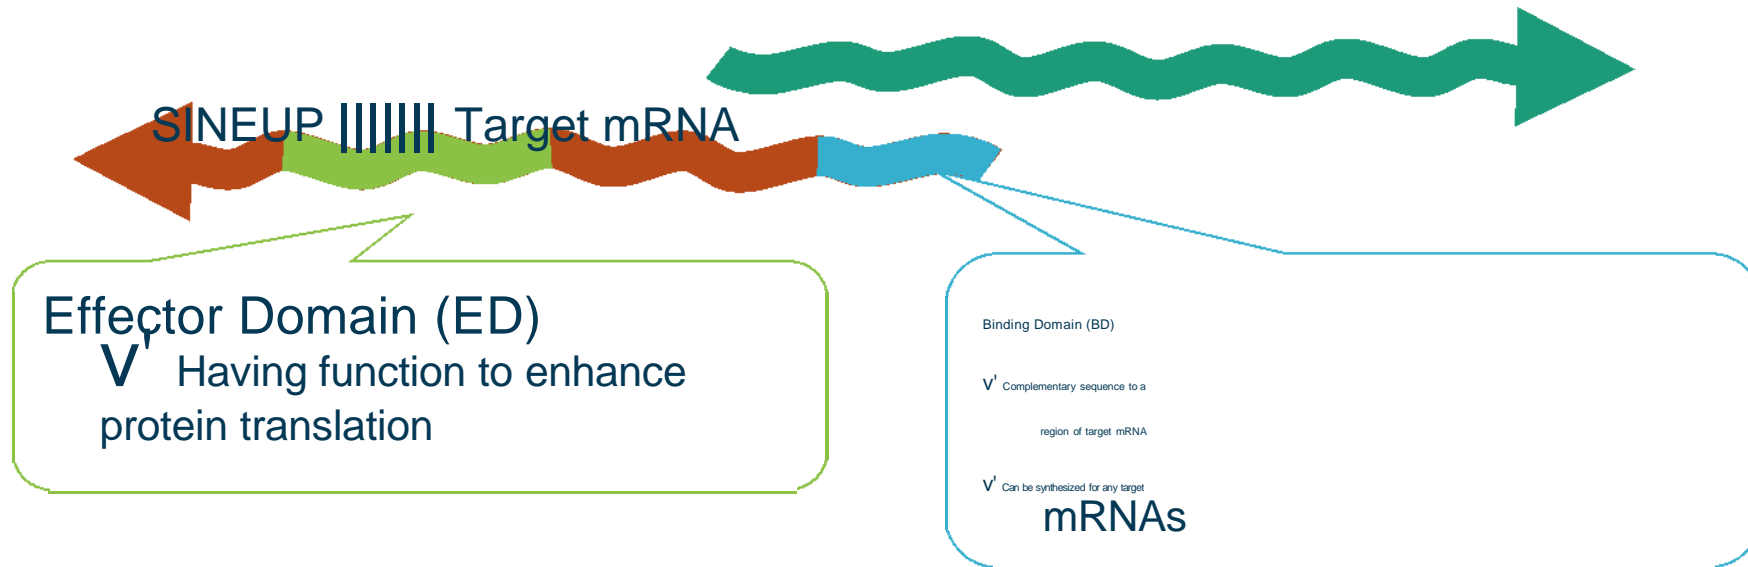 SINEUP ||||||| Target mRNA
Effector Domain (ED)
V' Having function to enhance
protein translation
Binding Domain (BD)
V' Complementary sequence to a
region of target mRNA
V' Can be synthesized for any target
mRNAs